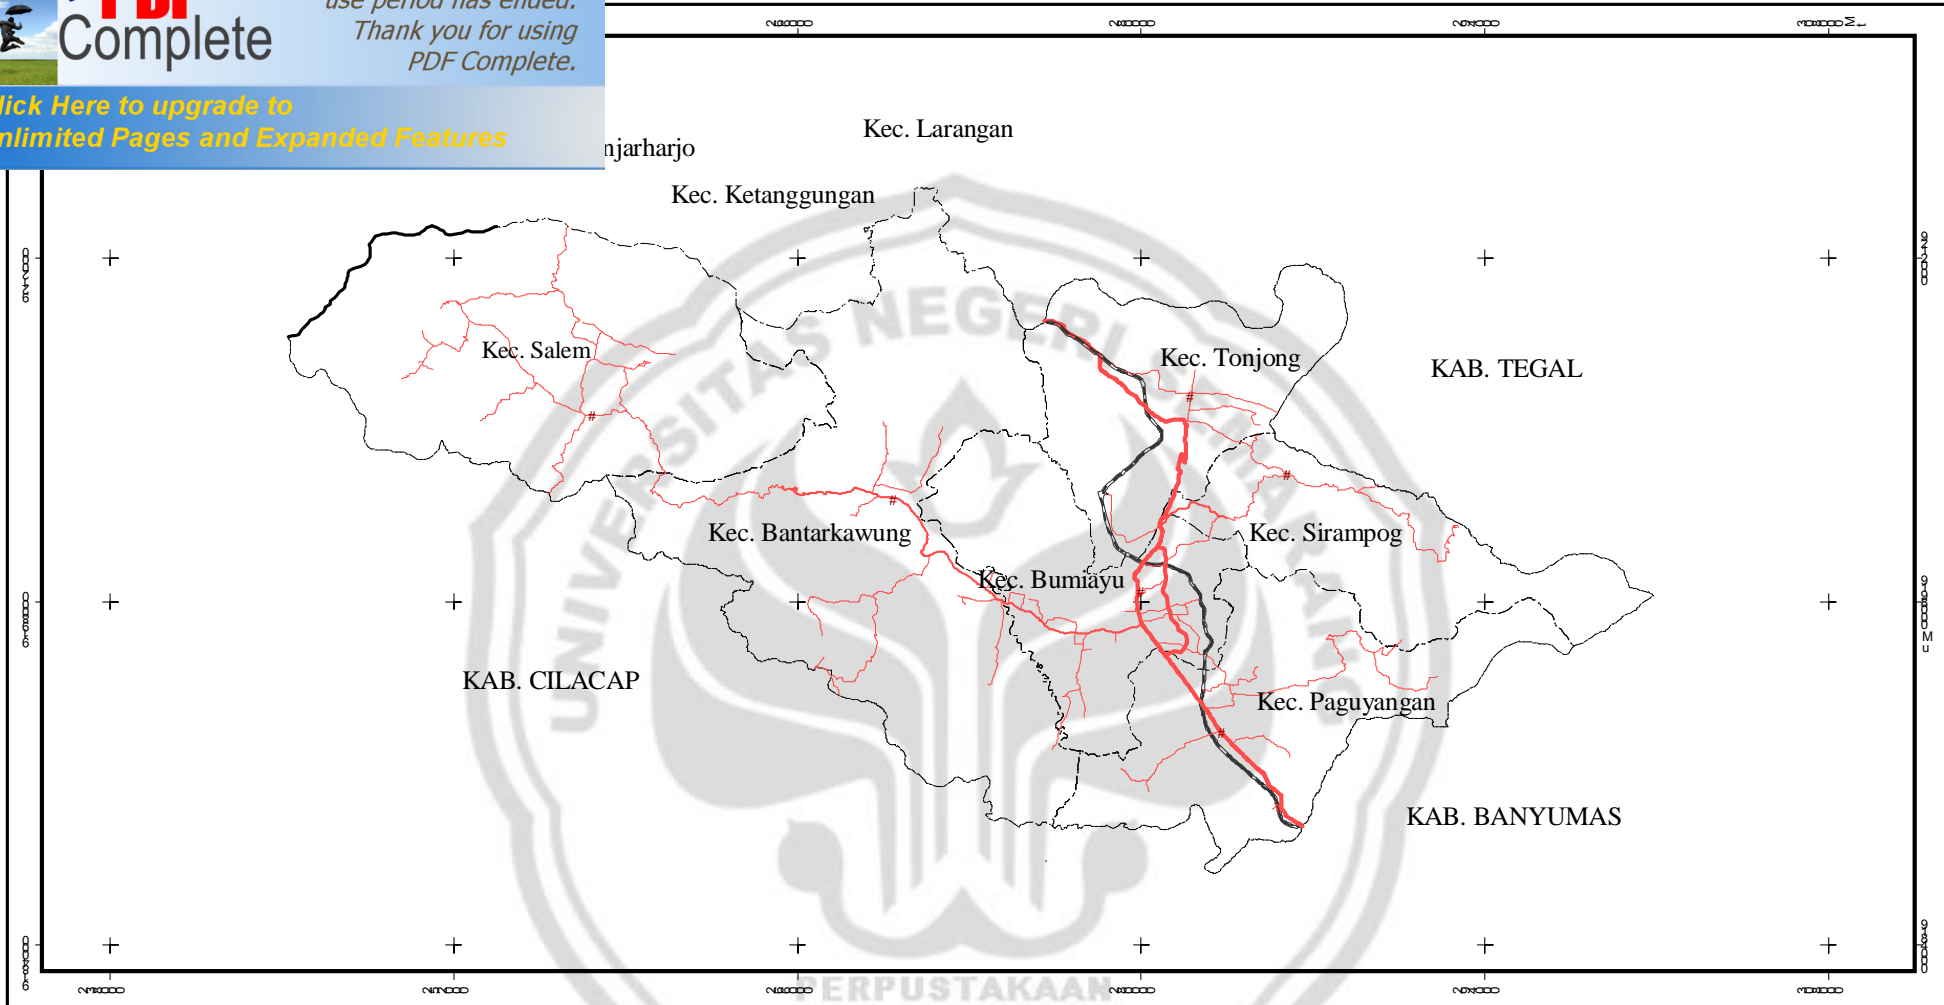 PDF
Complete
use period has ended.
Thank you for using
PDF Complete.
lick Here to upgrade to
nlimited Pages and Expanded Features
njarharjo
Kec. Larangan
Kec. Ketanggungan
Kec. Salem
Kec. Tonjong
KAB. TEGAL
Kec. Bantarkawung
Kec. Sirampog
Kec. Bumiayu
KAB. CILACAP
Kec. Paguyangan
KAB. BANYUMAS
UNIVERSITAS NEGERI SEMARANG
PERPUSTAKAAN